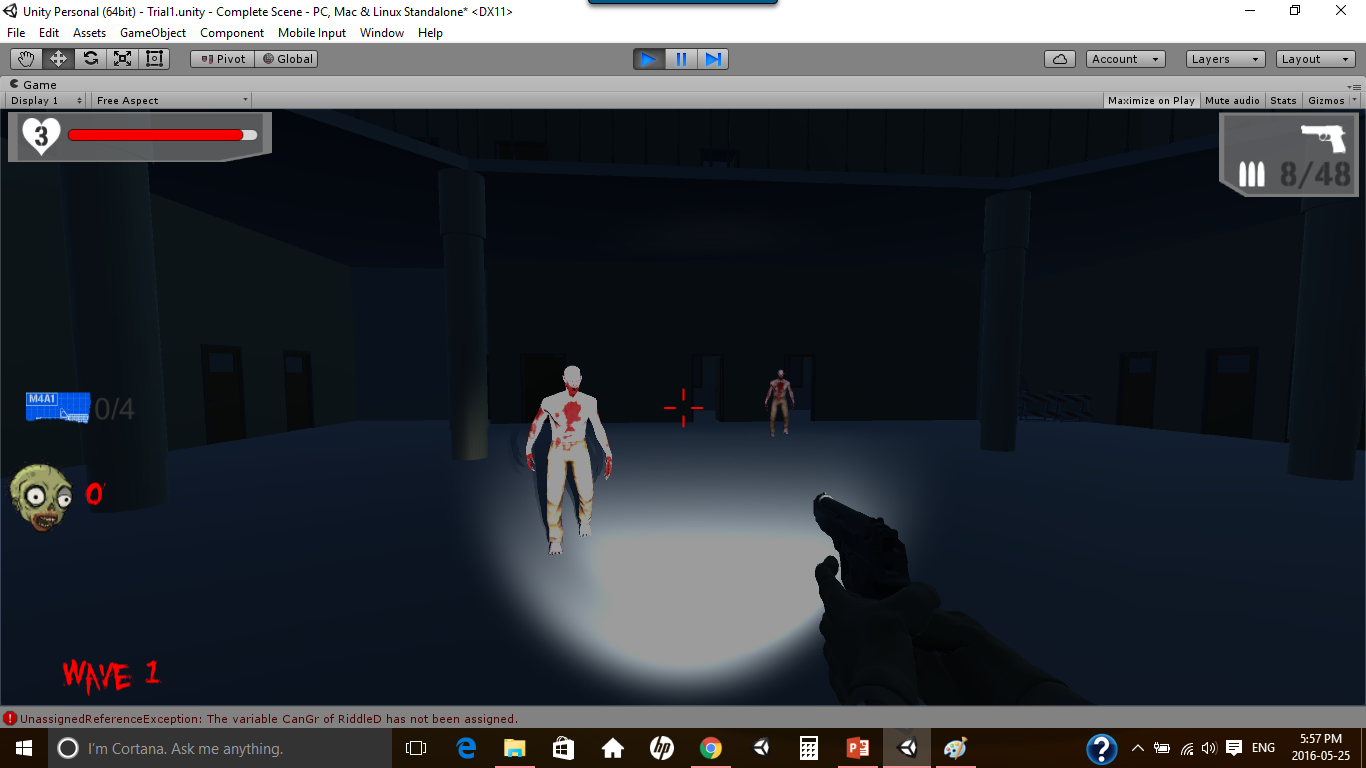 Unity Personal (64bit) - Trial1.unity - Complete Scene - PC, Mac & Linux Standalone* <DX11>
File Edit Assets GameObject Component Mobile Input Window Help
Pivot Global Account Layers Layout
Game
Display 1 Free Aspect Maximize on Play Mute audio Stats Gizmos
3
8/48
M4A1
0/4
0
WAVE 1
UnassignedReferenceException: The variable CanGr of RiddleD has not been assigned.
I'm Cortana. Ask me anything.
hp
ENG
5:57 PM
2016-05-25